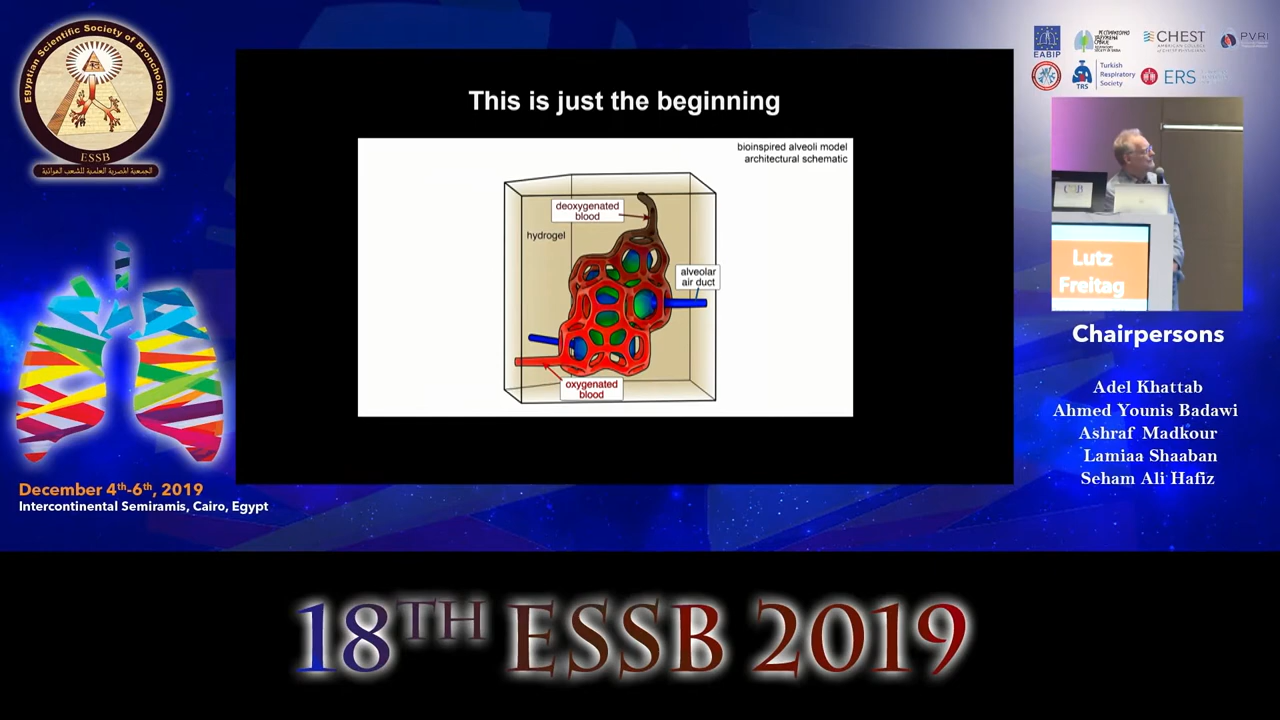 Egyptian Scientific Society of Bronchology
ESSB
الجمعية المصرية العلمية للشعب الهوائية
December 4th-6th, 2019
Intercontinental Semiramis, Cairo, Egypt
This is just the beginning
bioinspired alveoli model
architectural schematic
deoxygenated
blood
hydrogel
alveolar
air duct
oxygenated
blood
EABIP
CHEST
PVRI
TRS
Turkish
Respiratory
Society
ERS
Lutz
Freitag
Chairpersons
Adel Khattab
Ahmed Younis Badawi
Ashraf Madkour
Lamiaa Shaaban
Seham Ali Hafiz
18TH ESSB 2019